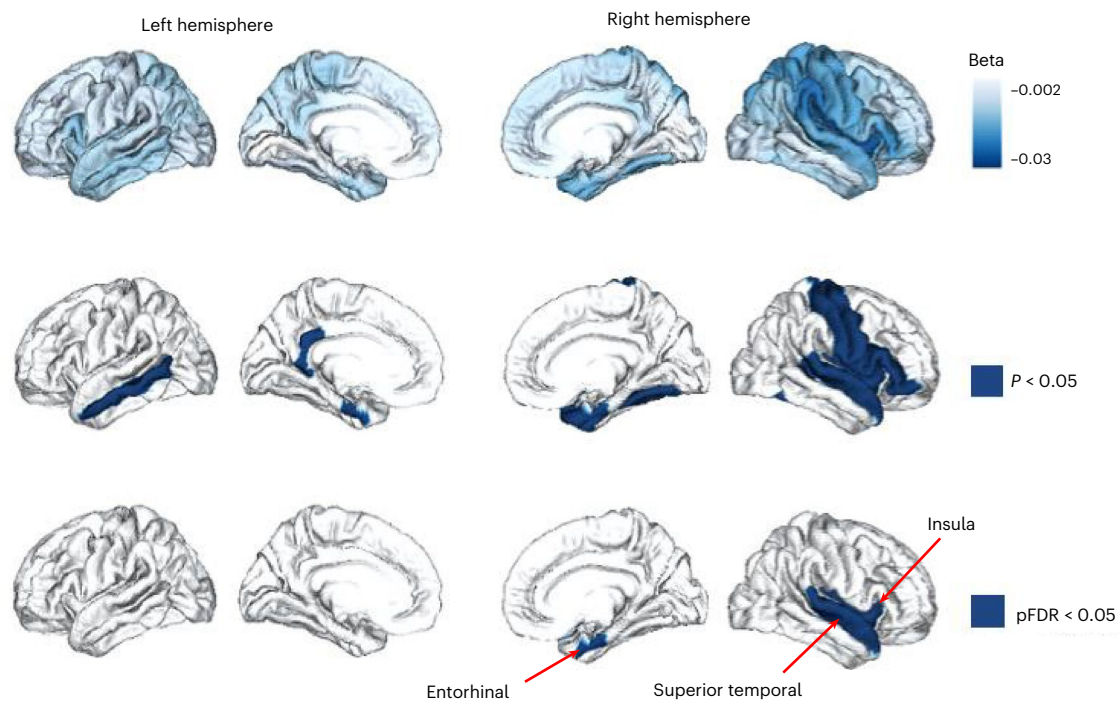 Left hemisphere
Right hemisphere
Beta
–0.002
–0.03
P < 0.05
Insula
pFDR < 0.05
Entorhinal
Superior temporal